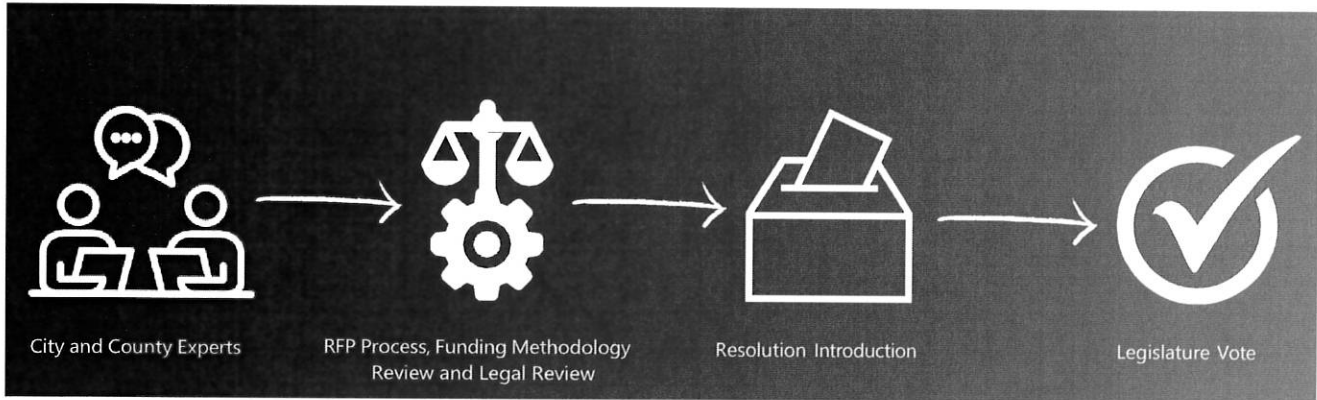 City and County Experts
RFP Process, Funding Methodology
Review and Legal Review
Resolution Introduction
Legislature Vote